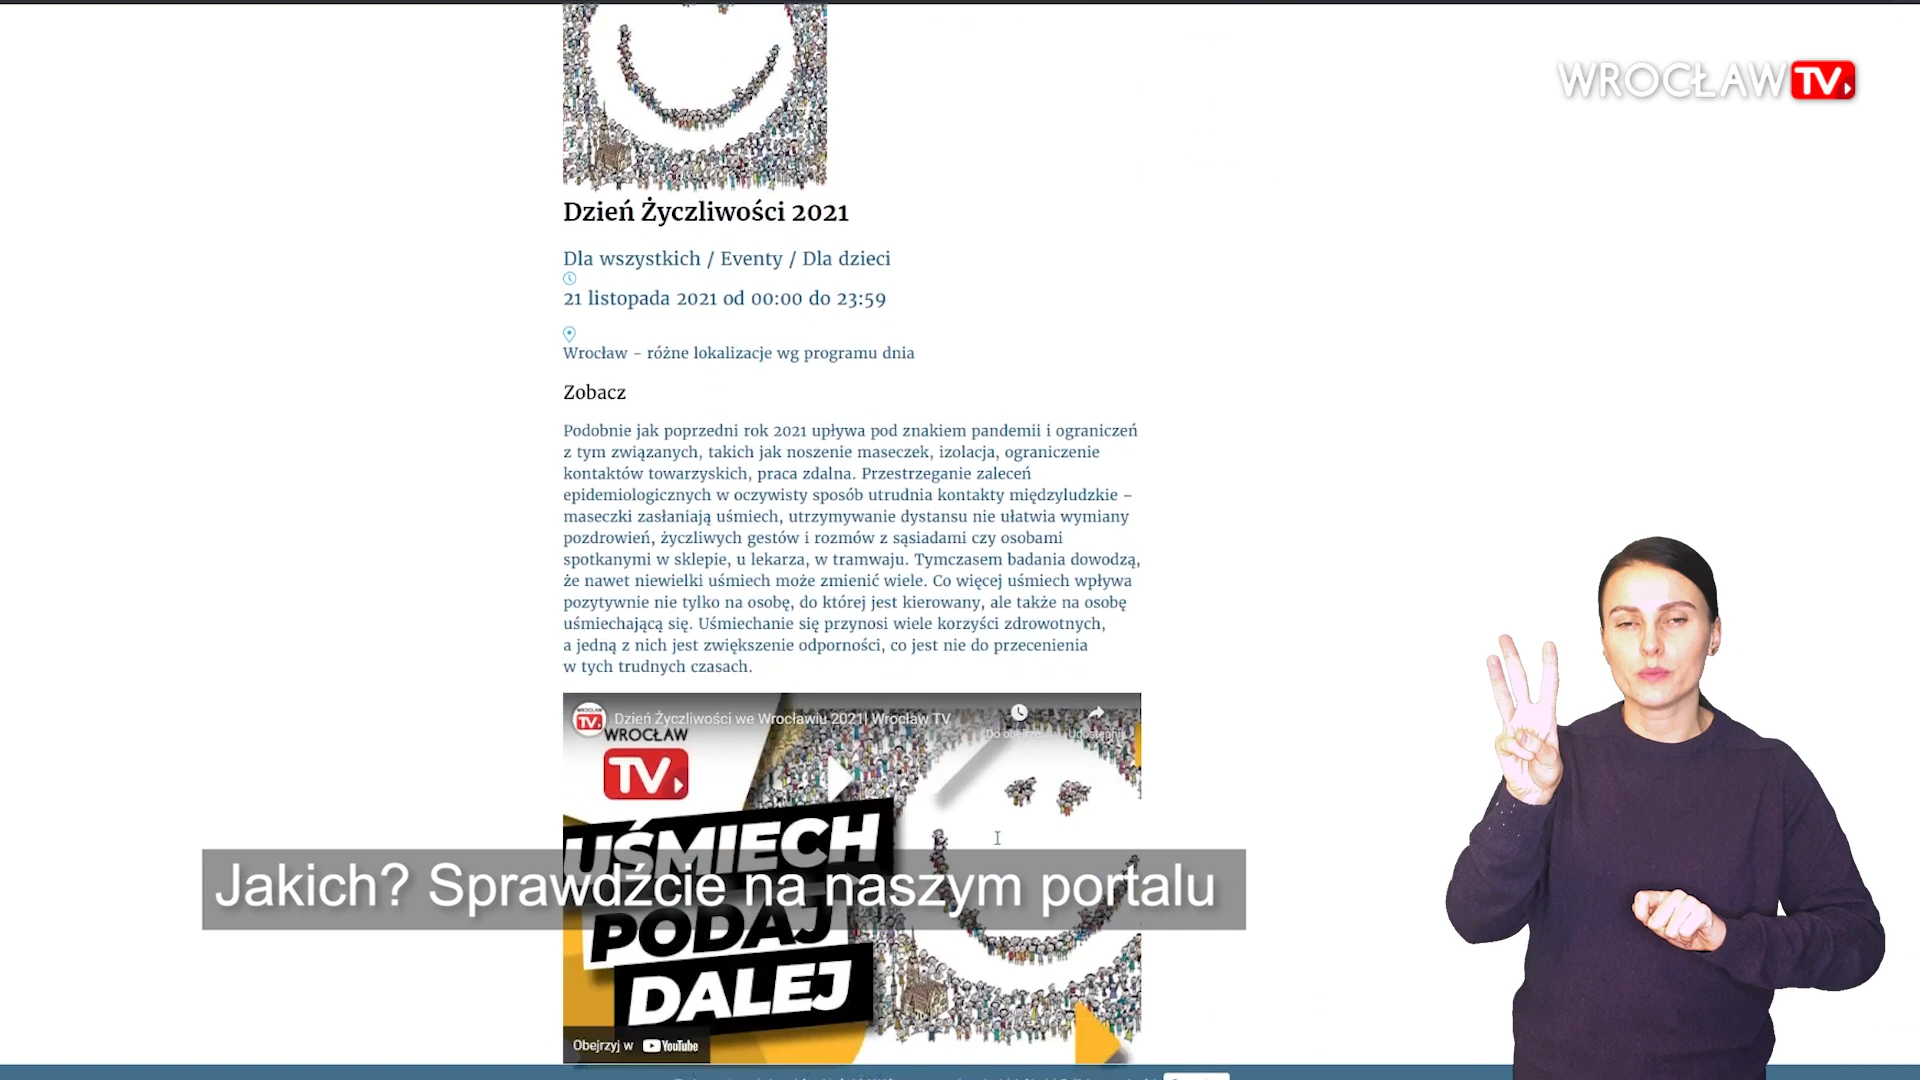 WROCŁAW TV
Dzień Życzliwości 2021
Dla wszystkich / Eventy / Dla dzieci
21 listopada 2021 od 00:00 do 23:59
Wrocław - różne lokalizacje wg programu dnia
Zobacz
Podobnie jak poprzedni rok 2021 upływa pod znakiem pandemii i ograniczeń
z tym związanych, takich jak noszenie maseczek, izolacja, ograniczenie
kontaktów towarzyskich, praca zdalna. Przestrzeganie zaleceń
epidemiologicznych w oczywisty sposób utrudnia kontakty międzyludzkie –
maseczki zasłaniają uśmiech, utrzymywanie dystansu nie ułatwia wymiany
pozdrowień, życzliwych gestów i rozmów z sąsiadami czy osobami
spotkanymi w sklepie, u lekarza, w tramwaju. Tymczasem badania dowodzą,
że nawet niewielki uśmiech może zmienić wiele. Co więcej uśmiech wpływa
pozytywnie nie tylko na osobę, do której jest kierowany, ale także na osobę
uśmiechającą się. Uśmiechanie się przynosi wiele korzyści zdrowotnych,
a jedną z nich jest zwiększenie odporności, co jest nie do przecenienia
w tych trudnych czasach.
WROCŁAW TV Dzień Życzliwości we Wrocławiu 2021| Wrocław TV
Do obejrze... Udostępnij
WROCŁAW
TV
UŚMIECH
Jakich? Sprawdźcie na naszym portalu
PODAJ
DALEJ
Obejrzyj w YouTube